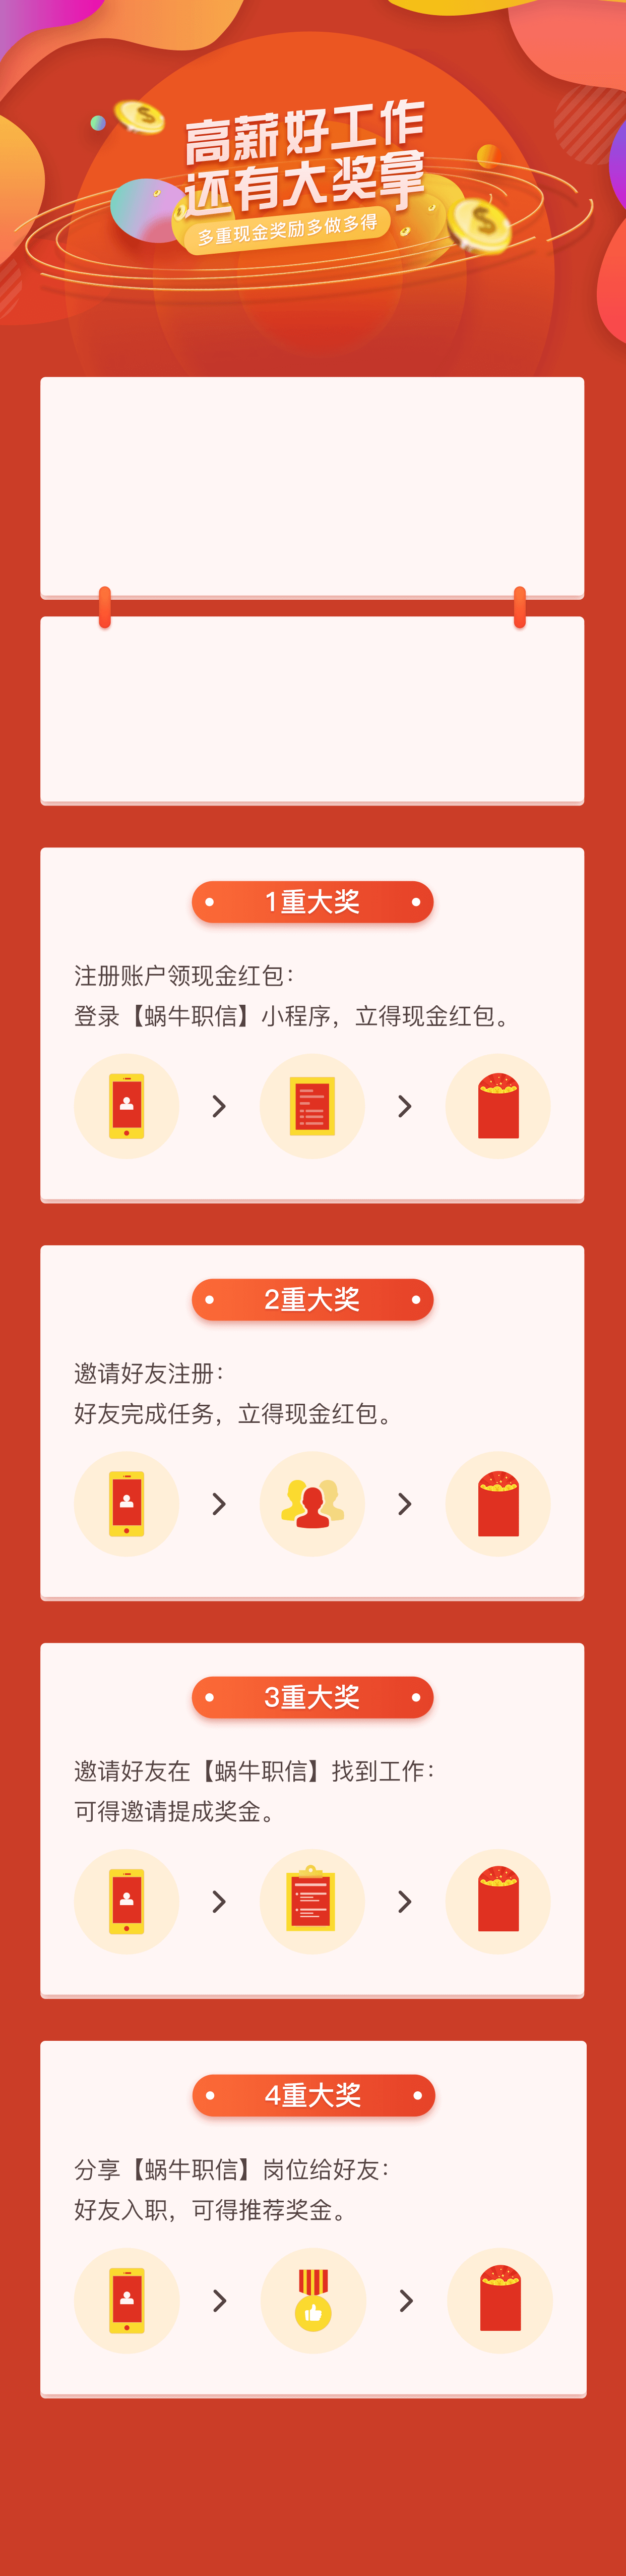 高薪好工作
还有大奖拿
多重现金奖励多做多得
1重大奖
注册账户领现金红包：
登录【蜗牛职信】小程序，立得现金红包。
2重大奖
邀请好友注册：
好友完成任务，立得现金红包。
3重大奖
邀请好友在【蜗牛职信】找到工作：
可得邀请提成奖金。
4重大奖
分享【蜗牛职信】岗位给好友：
好友入职，可得推荐奖金。